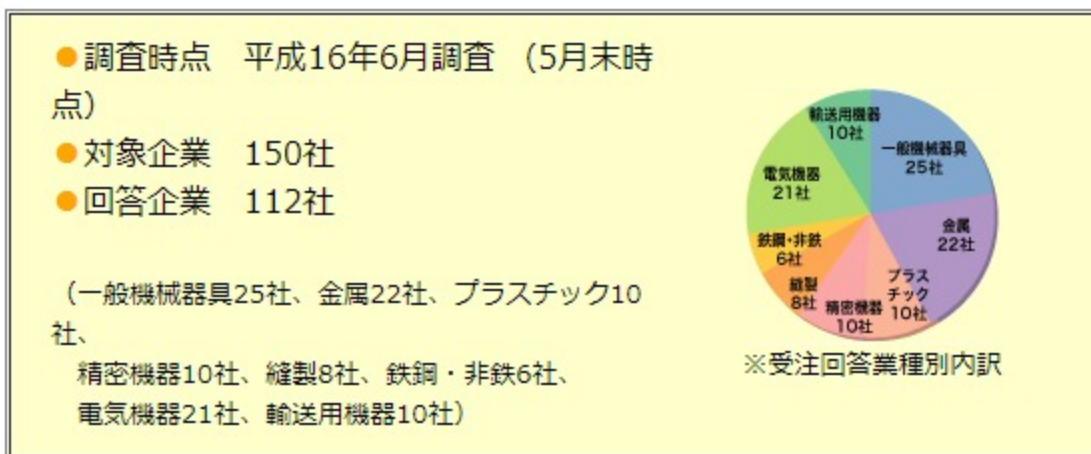 ●調査時点　平成16年6月調査　(5月末時
点)
●対象企業　150社
●回答企業　112社
（一般機械器具25社、金属22社、プラスチック10
社、
精密機器10社、縫製8社、鉄鋼・非鉄6社、
電気機器21社、輸送用機器10社）
輸送用機器
10社
一般機械器具
25社
電気機器
21社
金属
22社
鉄鋼・非鉄
6社
プラス
チック
10社
縫製
8社
精密機器
10社
※受注回答業種別内訳